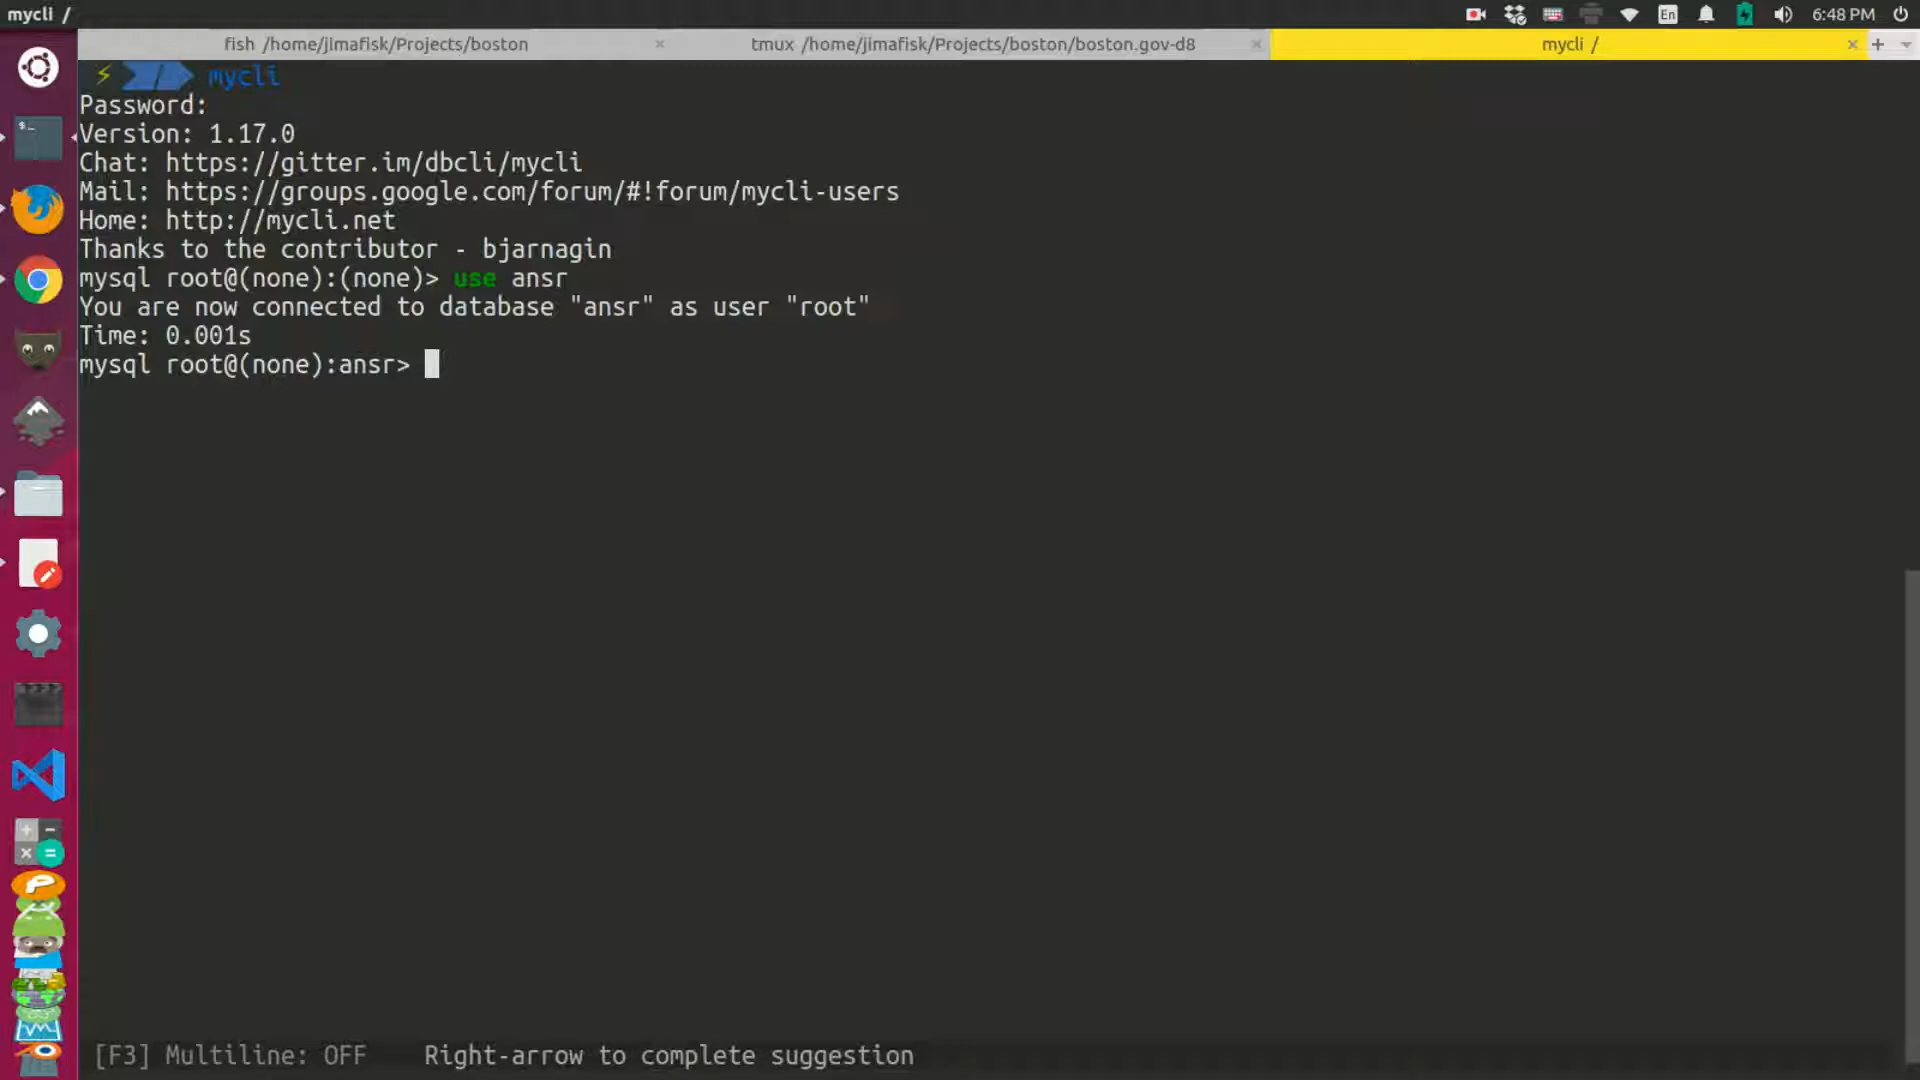 mycli /
En
6:48 PM
fish /home/jimafisk/Projects/boston
tmux /home/jimafisk/Projects/boston/boston.gov-d8
mycli /
mycli
Password:
Version: 1.17.0
Chat: https://gitter.im/dbcli/mycli
Mail: https://groups.google.com/forum/#!forum/mycli-users
Home: http://mycli.net
Thanks to the contributor - bjarnagin
mysql root@(none):(none)> use ansr
You are now connected to database "ansr" as user "root"
Time: 0.001s
mysql root@(none):ansr>
[F3] Multiline: OFF    Right-arrow to complete suggestion